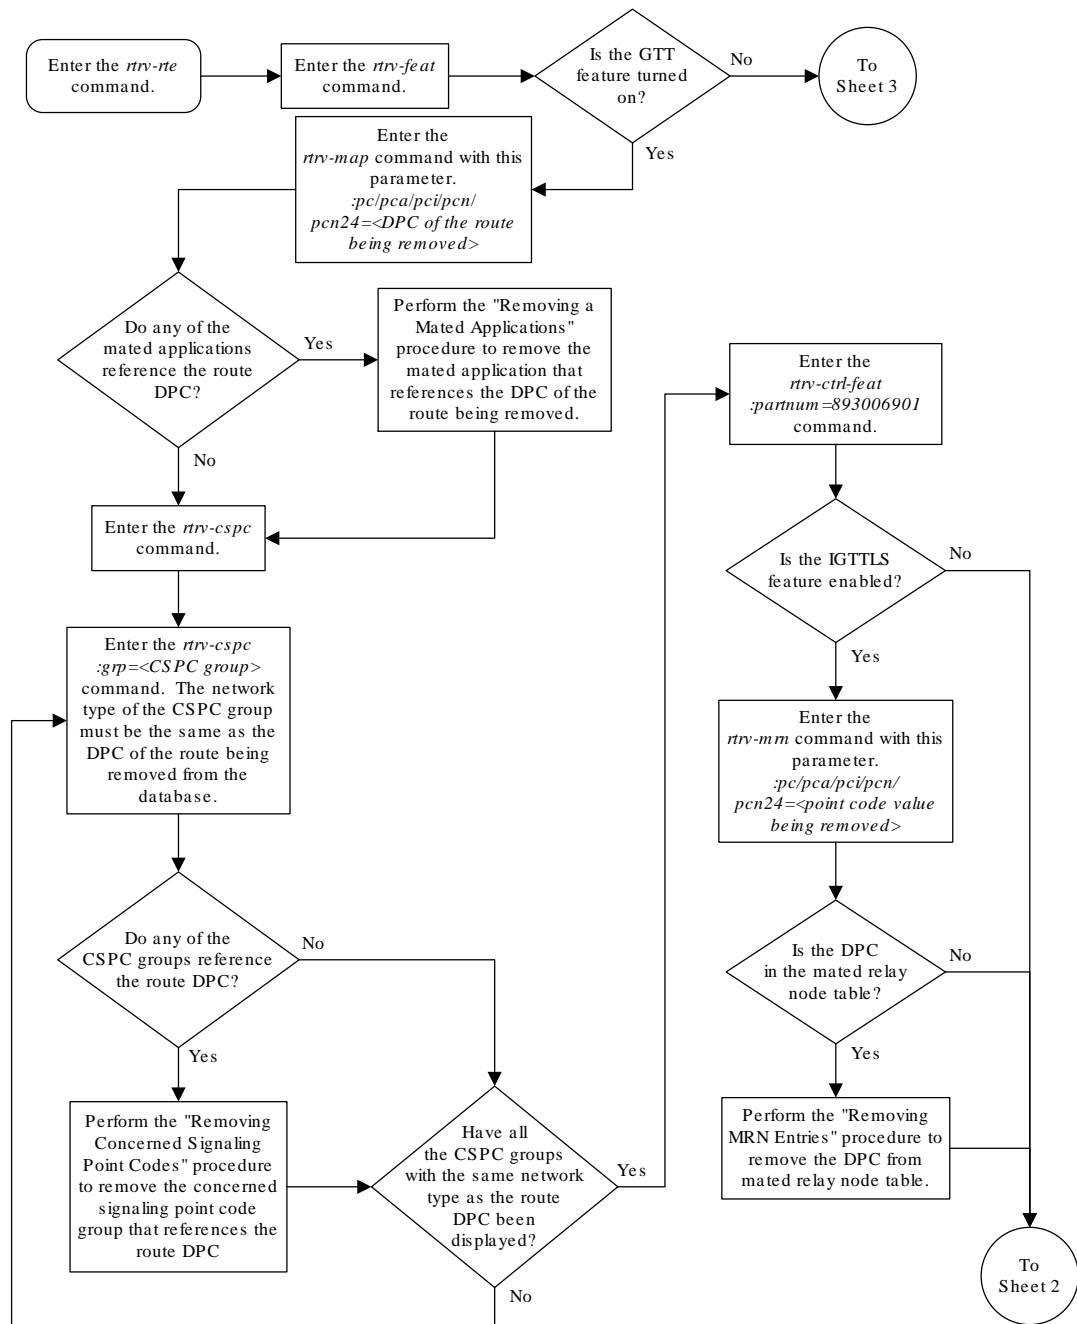 Enter the rtrv-rte
command.
Enter the rtrv-feat
command.
Is the GTT
feature turned
on?
No
To
Sheet 3
Yes
Enter the
rtrv-map command with this
parameter.
:pc/pca/pci/pcn/
pcn24=<DPC of the route
being removed>
Do any of the
mated applications
reference the route
DPC?
Yes
Perform the "Removing a
Mated Applications"
procedure to remove the
mated application that
references the DPC of the
route being removed.
No
Enter the rtrv-cspc
command.
Enter the rtrv-cspc
:grp=<CSPC group>
command. The network
type of the CSPC group
must be the same as the
DPC of the route being
removed from the
database.
Do any of the
CSPC groups reference
the route DPC?
No
Yes
Perform the "Removing
Concerned Signaling
Point Codes" procedure
to remove the concerned
signaling point code
group that references the
route DPC
Have all
the CSPC groups
with the same network
type as the route
DPC been
displayed?
Yes
No
Enter the
rtrv-ctrl-feat
:partnum=893006901
command.
Is the IGTTLS
feature enabled?
No
Yes
Enter the
rtrv-mrn command with this
parameter.
:pc/pca/pci/pcn/
pcn24=<point code value
being removed>
Is the DPC
in the mated relay
node table?
No
Yes
Perform the "Removing
MRN Entries" procedure to
remove the DPC from
mated relay node table.
To
Sheet 2